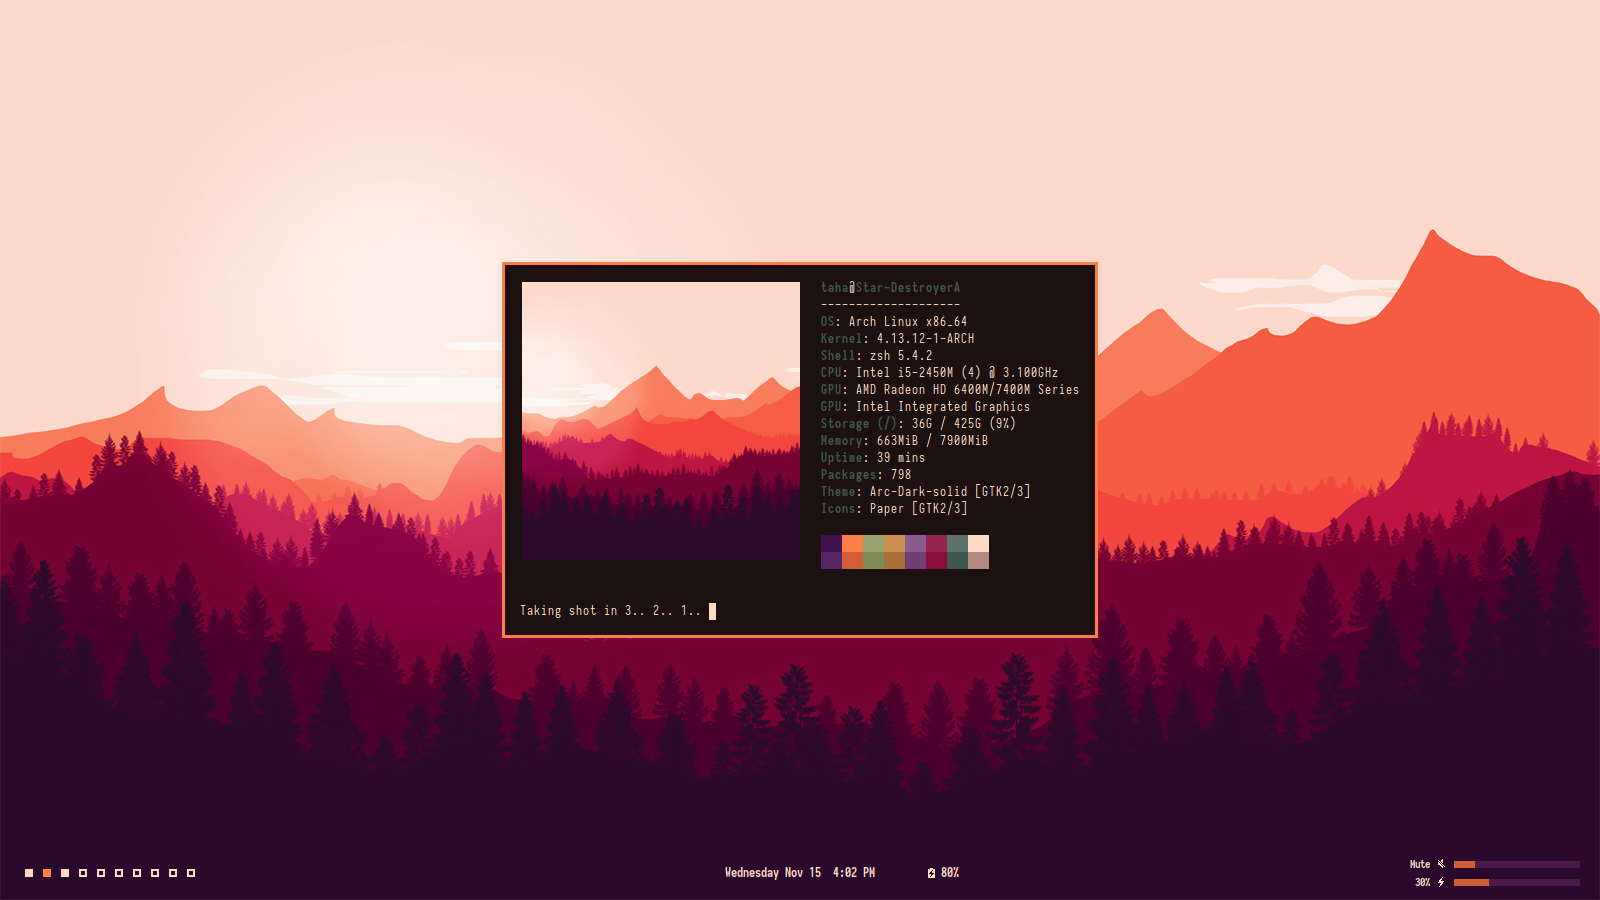 taha@Star-DestroyerA
--------------------
OS: Arch Linux x86_64
Kernel: 4.13.12-1-ARCH
Shell: zsh 5.4.2
CPU: Intel i5-2450M (4) @ 3.100GHz
GPU: AMD Radeon HD 6400M/7400M Series
GPU: Intel Integrated Graphics
Storage (/): 36G / 425G (9%)
Memory: 663MiB / 7900MiB
Uptime: 39 mins
Packages: 798
Theme: Arc-Dark-solid [GTK2/3]
Icons: Paper [GTK2/3]
Taking shot in 3.. 2.. 1..
Wednesday Nov 15 4:02 PM
80%
Mute
30%